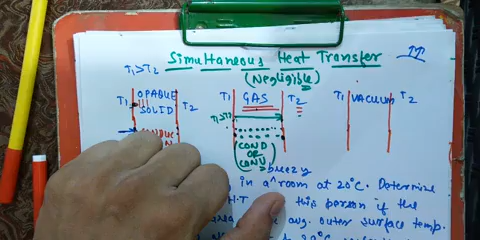 Simultaneous Heat Transfer
(Negligible)
T1>T2
T1 OPAQUE SOLID T2
T1 GAS T2
T1 VACUUM T2
T1>T2
COND
OR
CONV
breezy
in a ^ room at 20°C. Determine
H.T this person if the
area avg. outer surface temp.